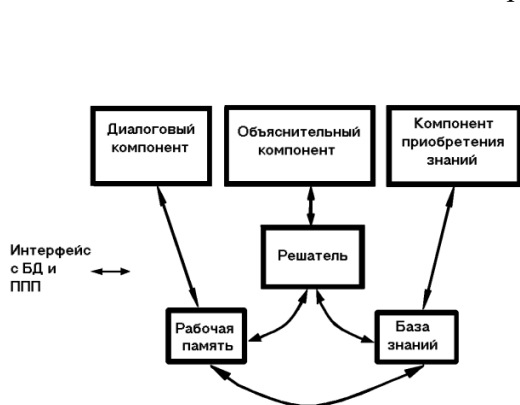 Диалоговый
компонент
Объяснительный
компонент
Компонент
приобретения
знаний
Решатель
Интерфейс
с БД и
ППП
Рабочая
память
База
знаний